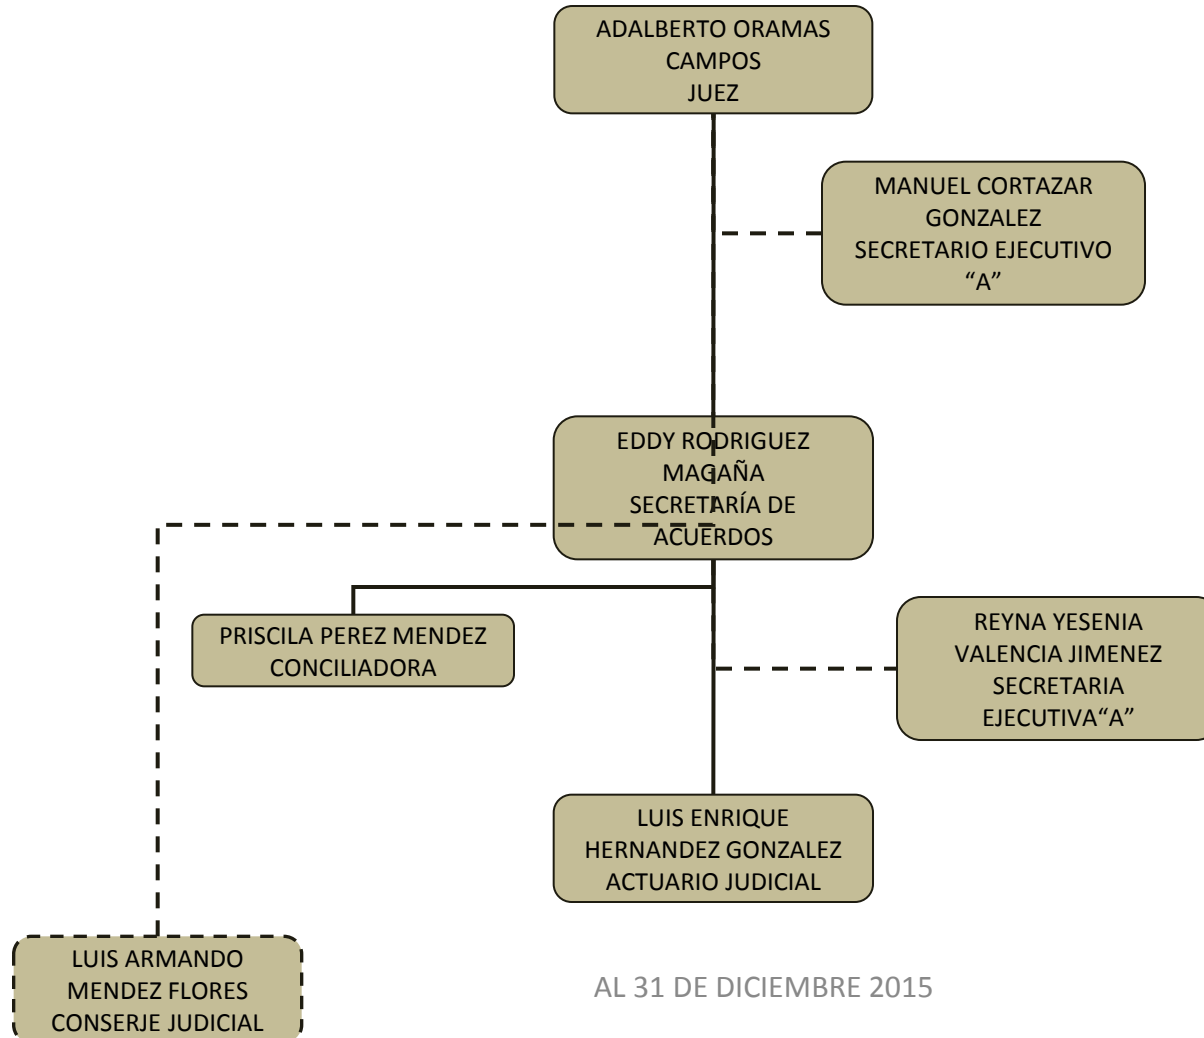 ADALBERTO ORAMAS
CAMPOS
JUEZ
MANUEL CORTAZAR
GONZALEZ
SECRETARIO EJECUTIVO
“A”
EDDY RODRIGUEZ
MAGAÑA
SECRETARÍA DE
ACUERDOS
PRISCILA PEREZ MENDEZ
CONCILIADORA
REYNA YESENIA
VALENCIA JIMENEZ
SECRETARIA
EJECUTIVA“A”
LUIS ENRIQUE
HERNANDEZ GONZALEZ
ACTUARIO JUDICIAL
LUIS ARMANDO
MENDEZ FLORES
CONSERJE JUDICIAL
AL 31 DE DICIEMBRE 2015